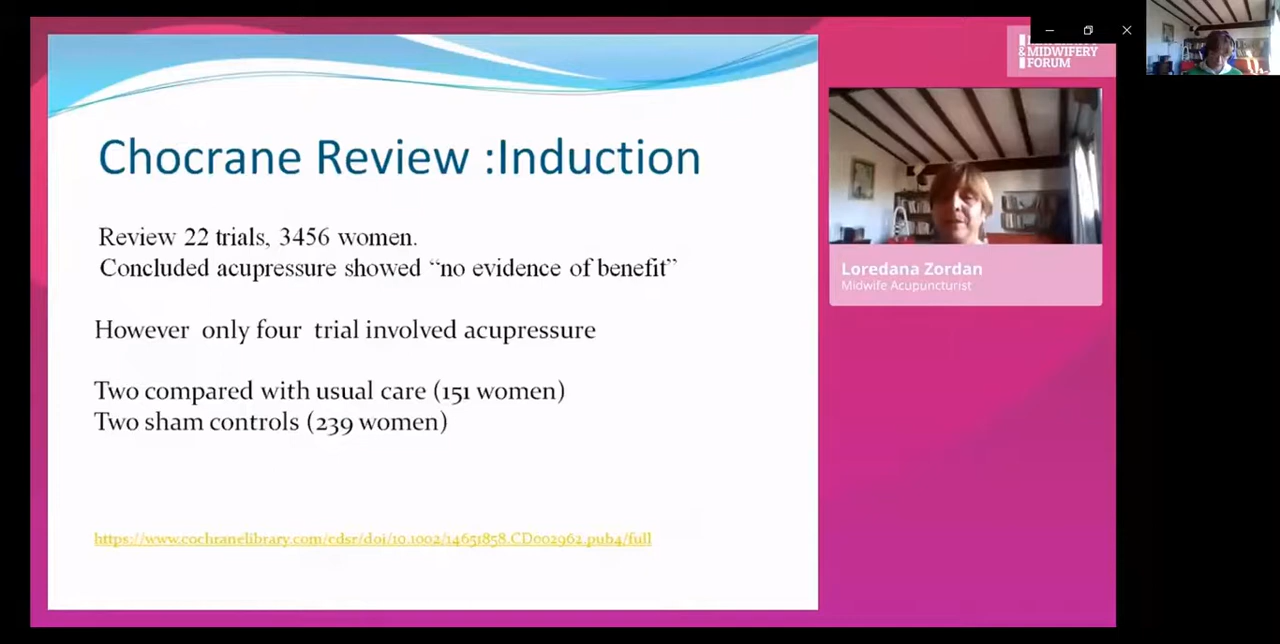 Chocrane Review :Induction
Review 22 trials, 3456 women.
Concluded acupressure showed “no evidence of benefit”
However only four trial involved acupressure
Two compared with usual care (151 women)
Two sham controls (239 women)
https://www.cochranelibrary.com/cdsr/doi/10.1002/14651858.CD002962.pub4/full
& MIDWIFERY
FORUM
Loredana Zordan
Midwife Acupuncturist